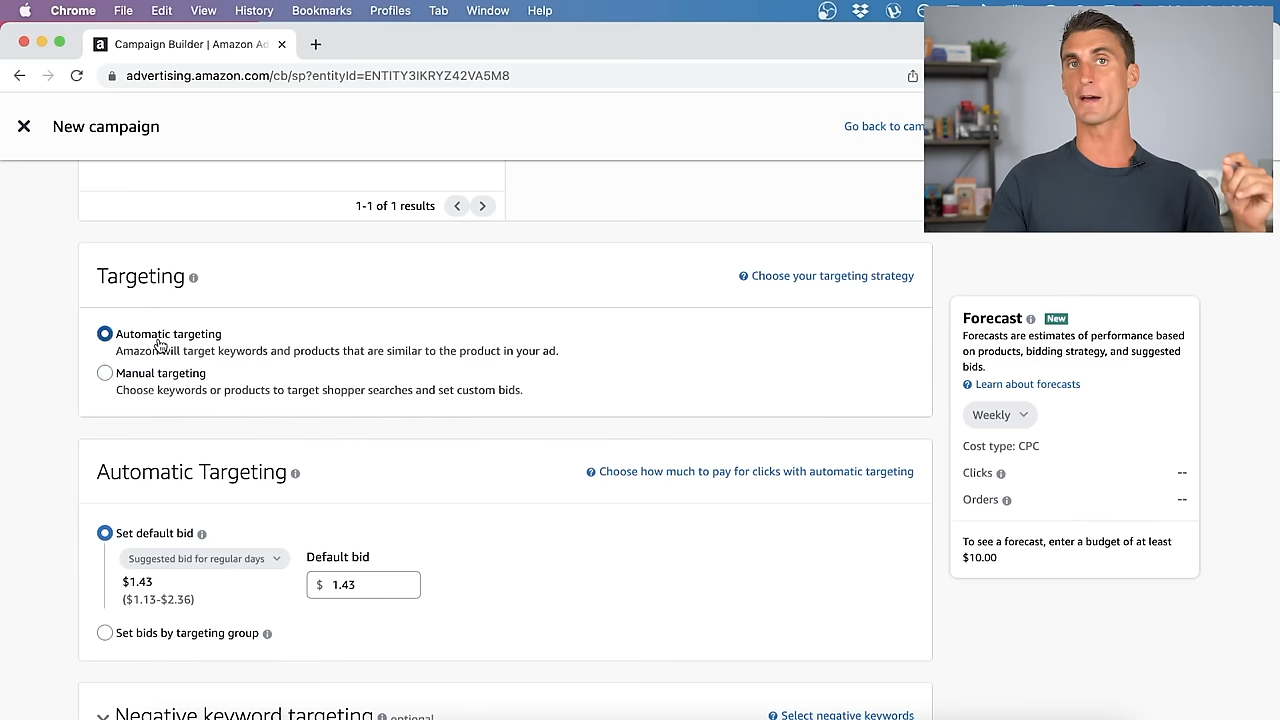 Chrome File Edit View History Bookmarks Profiles Tab Window Help
Campaign Builder | Amazon Ad
advertising.amazon.com/cb/sp?entityId=ENTITY3IKRYZ42VA5M8
New campaign
Go back to cam
1-1 of 1 results
Targeting
Choose your targeting strategy
Automatic targeting
Amazon will target keywords and products that are similar to the product in your ad.
Manual targeting
Choose keywords or products to target shopper searches and set custom bids.
Automatic Targeting
Choose how much to pay for clicks with automatic targeting
Set default bid
Suggested bid for regular days
Default bid
$1.43
($1.13-$2.36)
$ 1.43
Set bids by targeting group
Negative keyword targeting optional
Select negative keywords
Forecast New
Forecasts are estimates of performance based
on products, bidding strategy, and suggested
bids.
Learn about forecasts
Weekly
Cost type: CPC
Clicks --
Orders --
To see a forecast, enter a budget of at least
$10.00